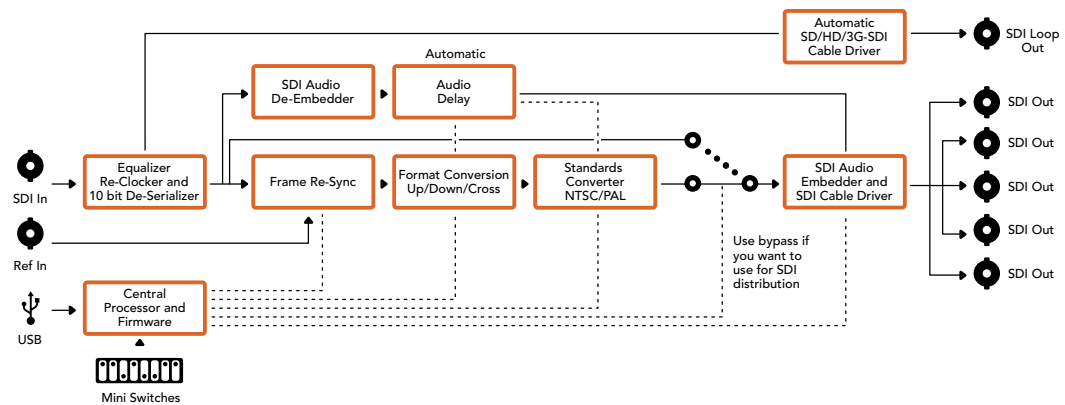 Automatic
SD/HD/3G-SDI
Cable Driver
SDI Loop
Out
Automatic
SDI Audio
De-Embedder
Audio
Delay
SDI Out
SDI Out
SDI Out
SDI Out
SDI Out
SDI In
Equalizer
Re-Clocker and
10 bit De-Serializer
Frame Re-Sync
Format Conversion
Up/Down/Cross
Standards
Converter
NTSC/PAL
SDI Audio
Embedder and
SDI Cable Driver
Ref In
Use bypass if
you want to
use for SDI
distribution
USB
Central
Processor and
Firmware
Mini Switches